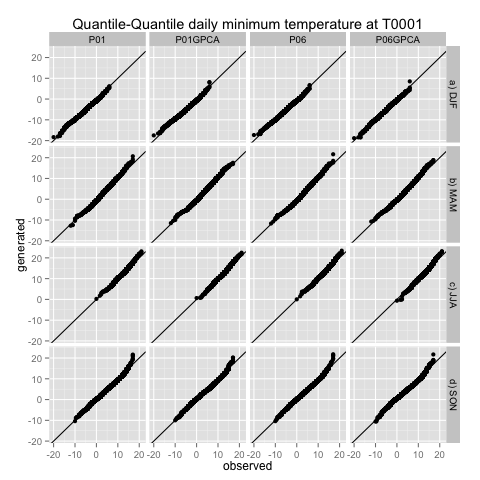 Quantile-Quantile daily minimum temperature at T0001
P01 P01GPCA P06 P06GPCA
20
10
0
-10
-20
a) DJF
20
10
0
-10
-20
b) MAM
20
10
0
-10
-20
c) JJA
20
10
0
-10
-20
d) SON
generated
-20 -10 0 10 20 -20 -10 0 10 20 -20 -10 0 10 20 -20 -10 0 10 20
observed